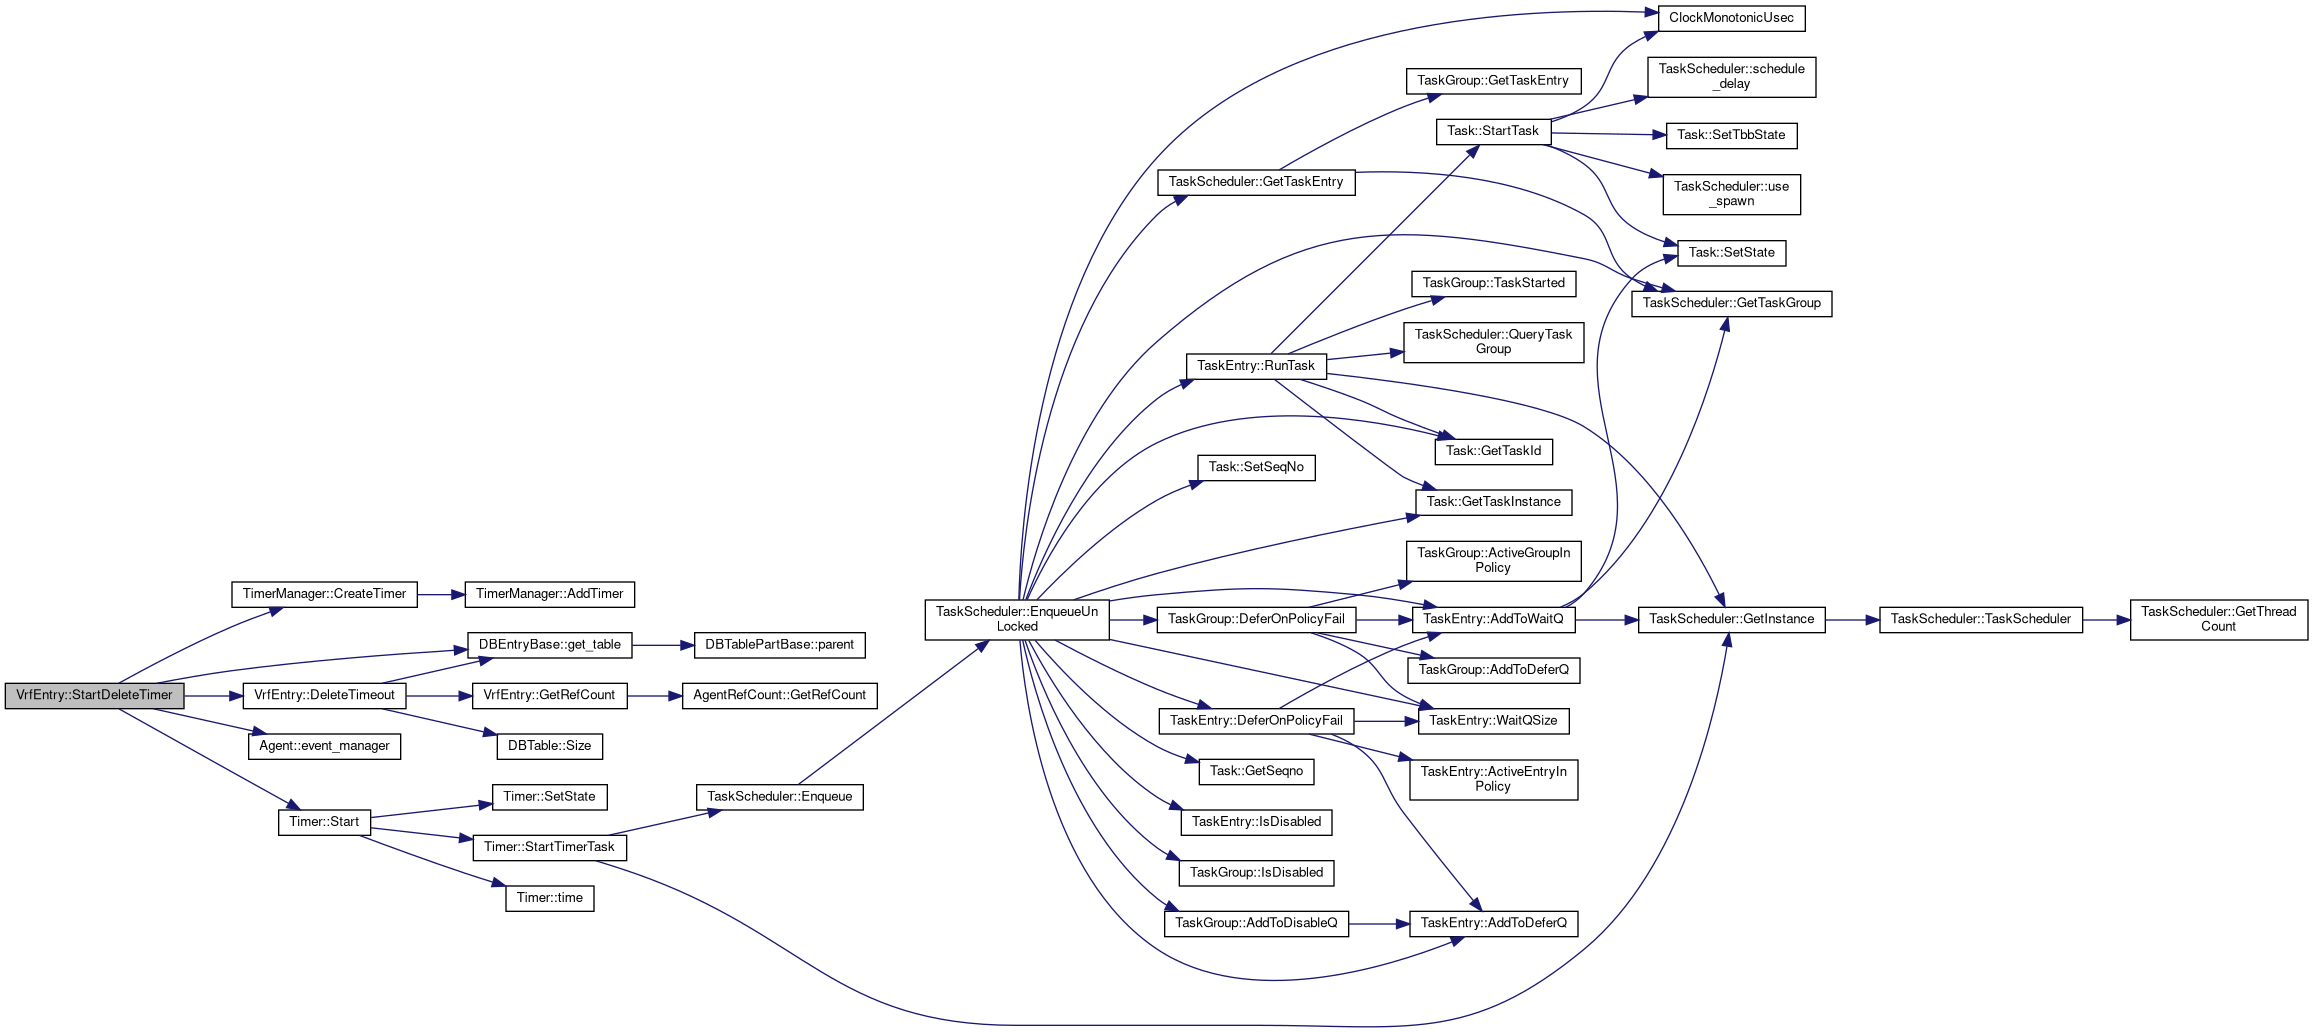 ClockMonotonicUsec
TaskScheduler::schedule
_delay
TaskGroup::GetTaskEntry
Task::StartTask
Task::SetTbbState
TaskScheduler::GetTaskEntry
TaskScheduler::use
_spawn
Task::SetState
TaskGroup::TaskStarted
TaskScheduler::GetTaskGroup
TaskScheduler::QueryTask
Group
TaskEntry::RunTask
Task::GetTaskId
Task::SetSeqNo
Task::GetTaskInstance
TaskGroup::ActiveGroupIn
Policy
TimerManager::CreateTimer
TimerManager::AddTimer
TaskScheduler::EnqueueUn
Locked
TaskGroup::DeferOnPolicyFail
TaskEntry::AddToWaitQ
TaskScheduler::GetInstance
TaskScheduler::TaskScheduler
TaskScheduler::GetThread
Count
DBEntryBase::get_table
DBTablePartBase::parent
TaskGroup::AddToDeferQ
VrfEntry::StartDeleteTimer
VrfEntry::DeleteTimeout
VrfEntry::GetRefCount
AgentRefCount::GetRefCount
TaskEntry::DeferOnPolicyFail
TaskEntry::WaitQSize
Agent::event_manager
DBTable::Size
Task::GetSeqno
TaskEntry::ActiveEntryIn
Policy
Timer::SetState
TaskScheduler::Enqueue
Timer::Start
TaskEntry::IsDisabled
Timer::StartTimerTask
TaskGroup::IsDisabled
Timer::time
TaskGroup::AddToDisableQ
TaskEntry::AddToDeferQ